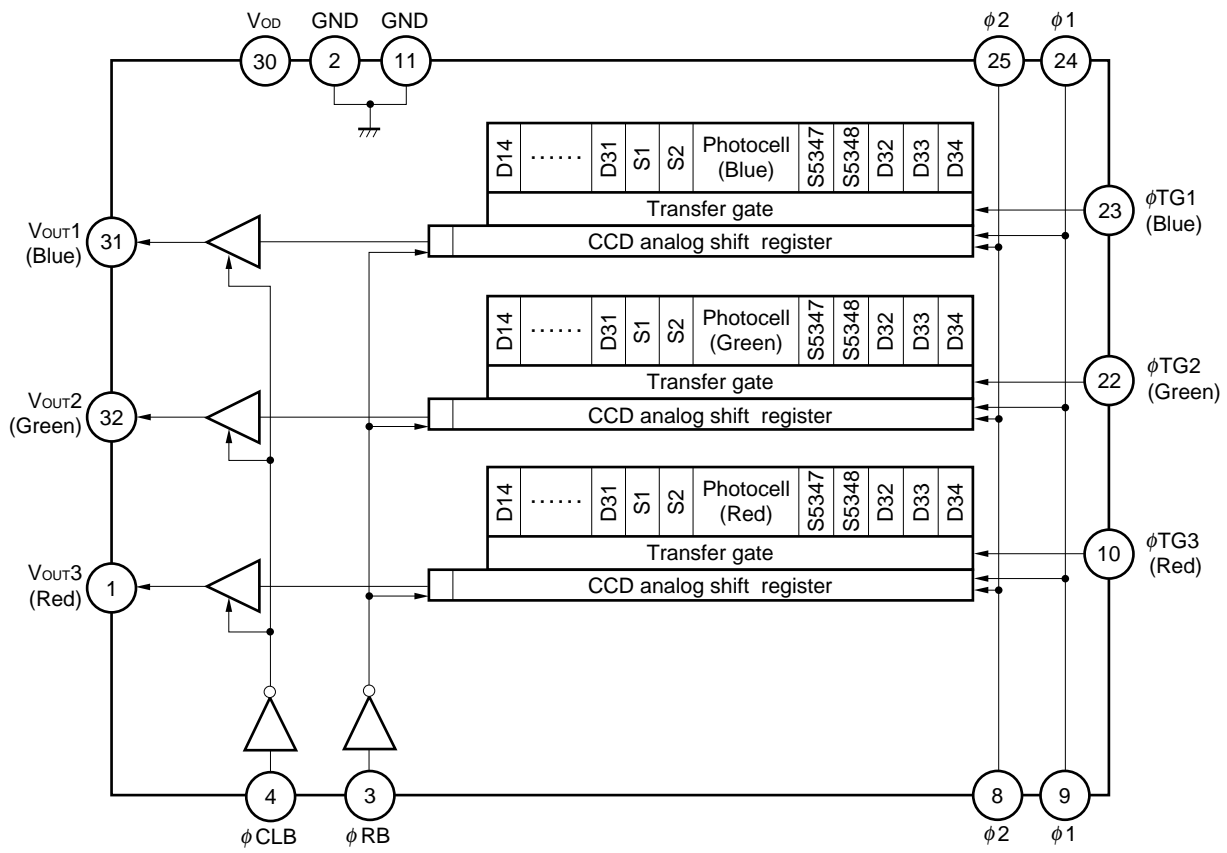 VOD GND GND ϕ2 ϕ1
30 2 11 25 24
D14 ······ D31 S1 S2 Photocell (Blue) S5347 S5348 D32 D33 D34
Transfer gate
23 ϕTG1 (Blue)
VOUT1 (Blue) 31
CCD analog shift register
D14 ······ D31 S1 S2 Photocell (Green) S5347 S5348 D32 D33 D34
Transfer gate
22 ϕTG2 (Green)
VOUT2 (Green) 32
CCD analog shift register
D14 ······ D31 S1 S2 Photocell (Red) S5347 S5348 D32 D33 D34
Transfer gate
10 ϕTG3 (Red)
VOUT3 (Red) 1
CCD analog shift register
4 3 8 9
ϕCLB ϕRB ϕ2 ϕ1